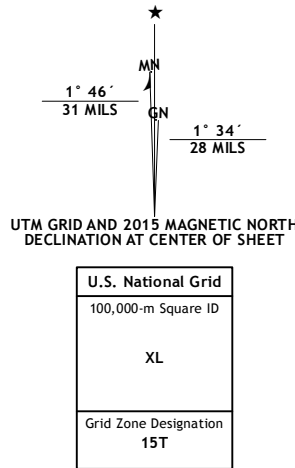 MN
1° 46´
31 MILS
GN
1° 34´
28 MILS
UTM GRID AND 2015 MAGNETIC NORTH
DECLINATION AT CENTER OF SHEET
U.S. National Grid
100,000-m Square ID
XL
Grid Zone Designation
15T